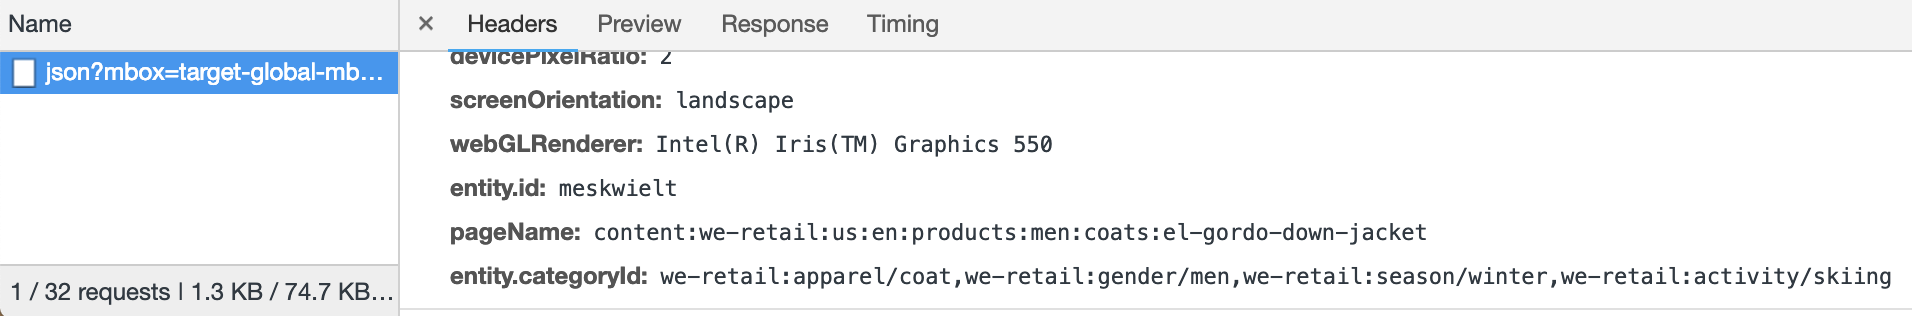 Name
× Headers Preview Response Timing
json?mbox=target-global-mb...
devicePixelRatio: 2
screenOrientation: landscape
webGLRenderer: Intel(R) Iris(TM) Graphics 550
entity.id: meskwielt
pageName: content:we-retail:us:en:products:men:coats:el-gordo-down-jacket
entity.categoryId: we-retail:apparel/coat,we-retail:gender/men,we-retail:season/winter,we-retail:activity/skiing
1 / 32 requests | 1.3 KB / 74.7 KB...